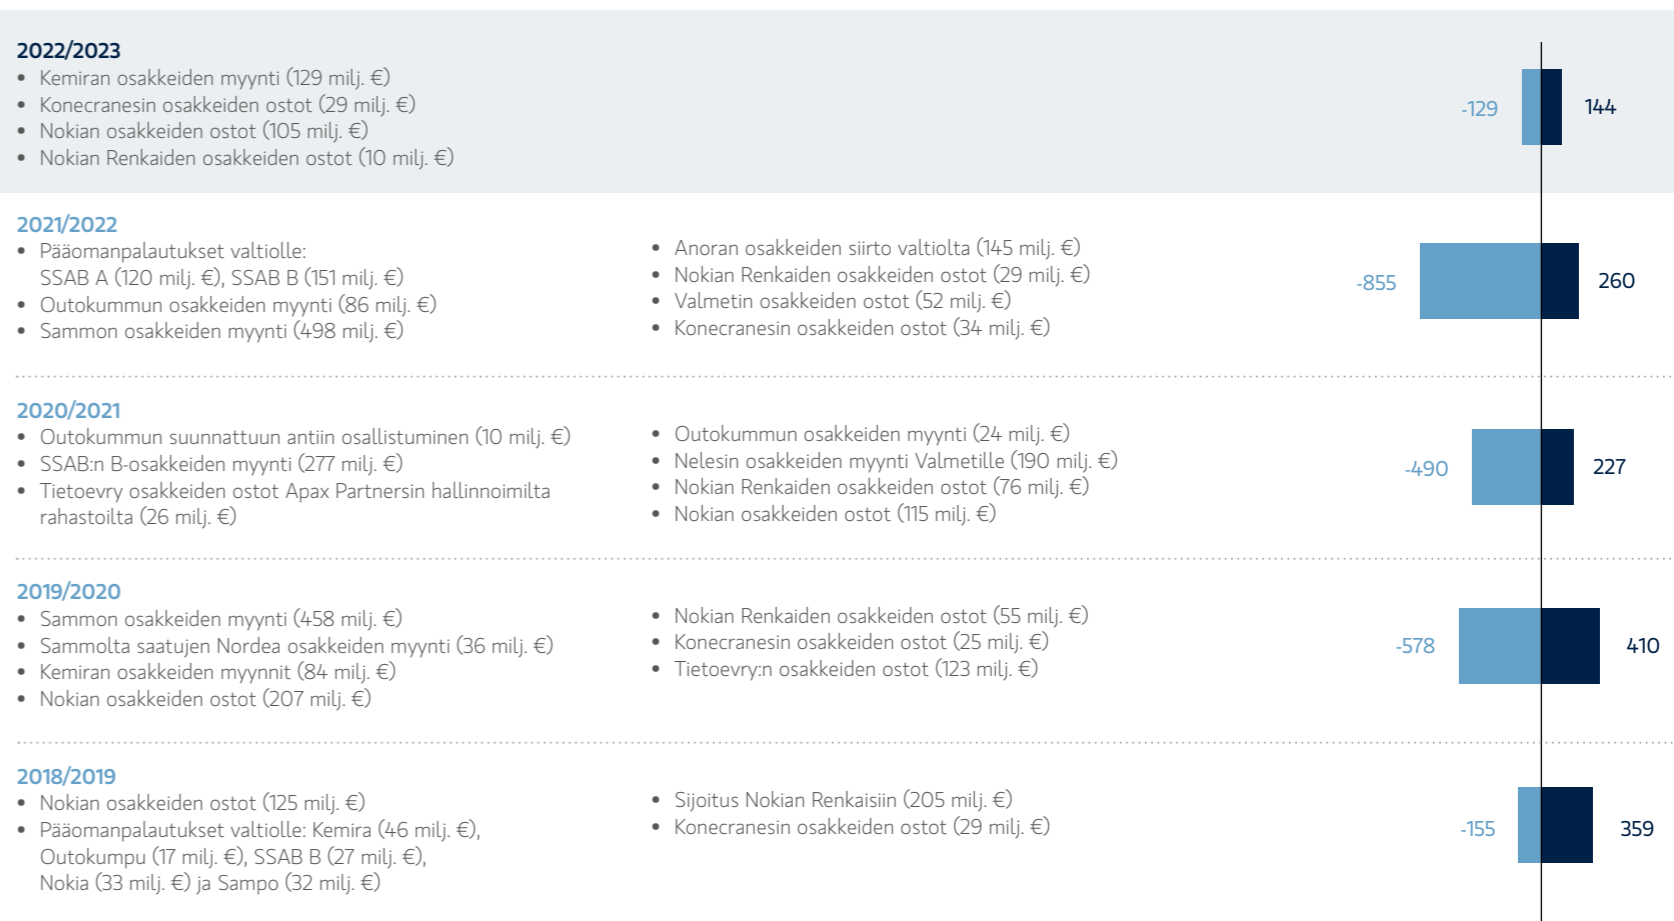 2022/2023
• Kemiran osakkeiden myynti (129 milj. €)
• Konecranesin osakkeiden ostot (29 milj. €)
• Nokian osakkeiden ostot (105 milj. €)
• Nokian Renkaiden osakkeiden ostot (10 milj. €)
-129
144
2021/2022
• Pääomanpalautukset valtiolle:
SSAB A (120 milj. €), SSAB B (151 milj. €)
• Outokummun osakkeiden myynti (86 milj. €)
• Sammon osakkeiden myynti (498 milj. €)
• Anoran osakkeiden siirto valtiolta (145 milj. €)
• Nokian Renkaiden osakkeiden ostot (29 milj. €)
• Valmetin osakkeiden ostot (52 milj. €)
• Konecranesin osakkeiden ostot (34 milj. €)
-855
260
2020/2021
• Outokummun suunnattuun antiin osallistuminen (10 milj. €)
• SSAB:n B-osakkeiden myynti (277 milj. €)
• Tietoevry osakkeiden ostot Apax Partnersin hallinnoimilta
rahastoilta (26 milj. €)
• Outokummun osakkeiden myynti (24 milj. €)
• Nelesin osakkeiden myynti Valmetille (190 milj. €)
• Nokian Renkaiden osakkeiden ostot (76 milj. €)
• Nokian osakkeiden ostot (115 milj. €)
-490
227
2019/2020
• Sammon osakkeiden myynti (458 milj. €)
• Sammolta saatujen Nordea osakkeiden myynti (36 milj. €)
• Kemiran osakkeiden myynnit (84 milj. €)
• Nokian osakkeiden ostot (207 milj. €)
• Nokian Renkaiden osakkeiden ostot (55 milj. €)
• Konecranesin osakkeiden ostot (25 milj. €)
• Tietoevry:n osakkeiden ostot (123 milj. €)
-578
410
2018/2019
• Nokian osakkeiden ostot (125 milj. €)
• Pääomanpalautukset valtiolle: Kemira (46 milj. €),
Outokumpu (17 milj. €), SSAB B (27 milj. €),
Nokia (33 milj. €) ja Sampo (32 milj. €)
• Sijoitus Nokian Renkaisiin (205 milj. €)
• Konecranesin osakkeiden ostot (29 milj. €)
-155
359